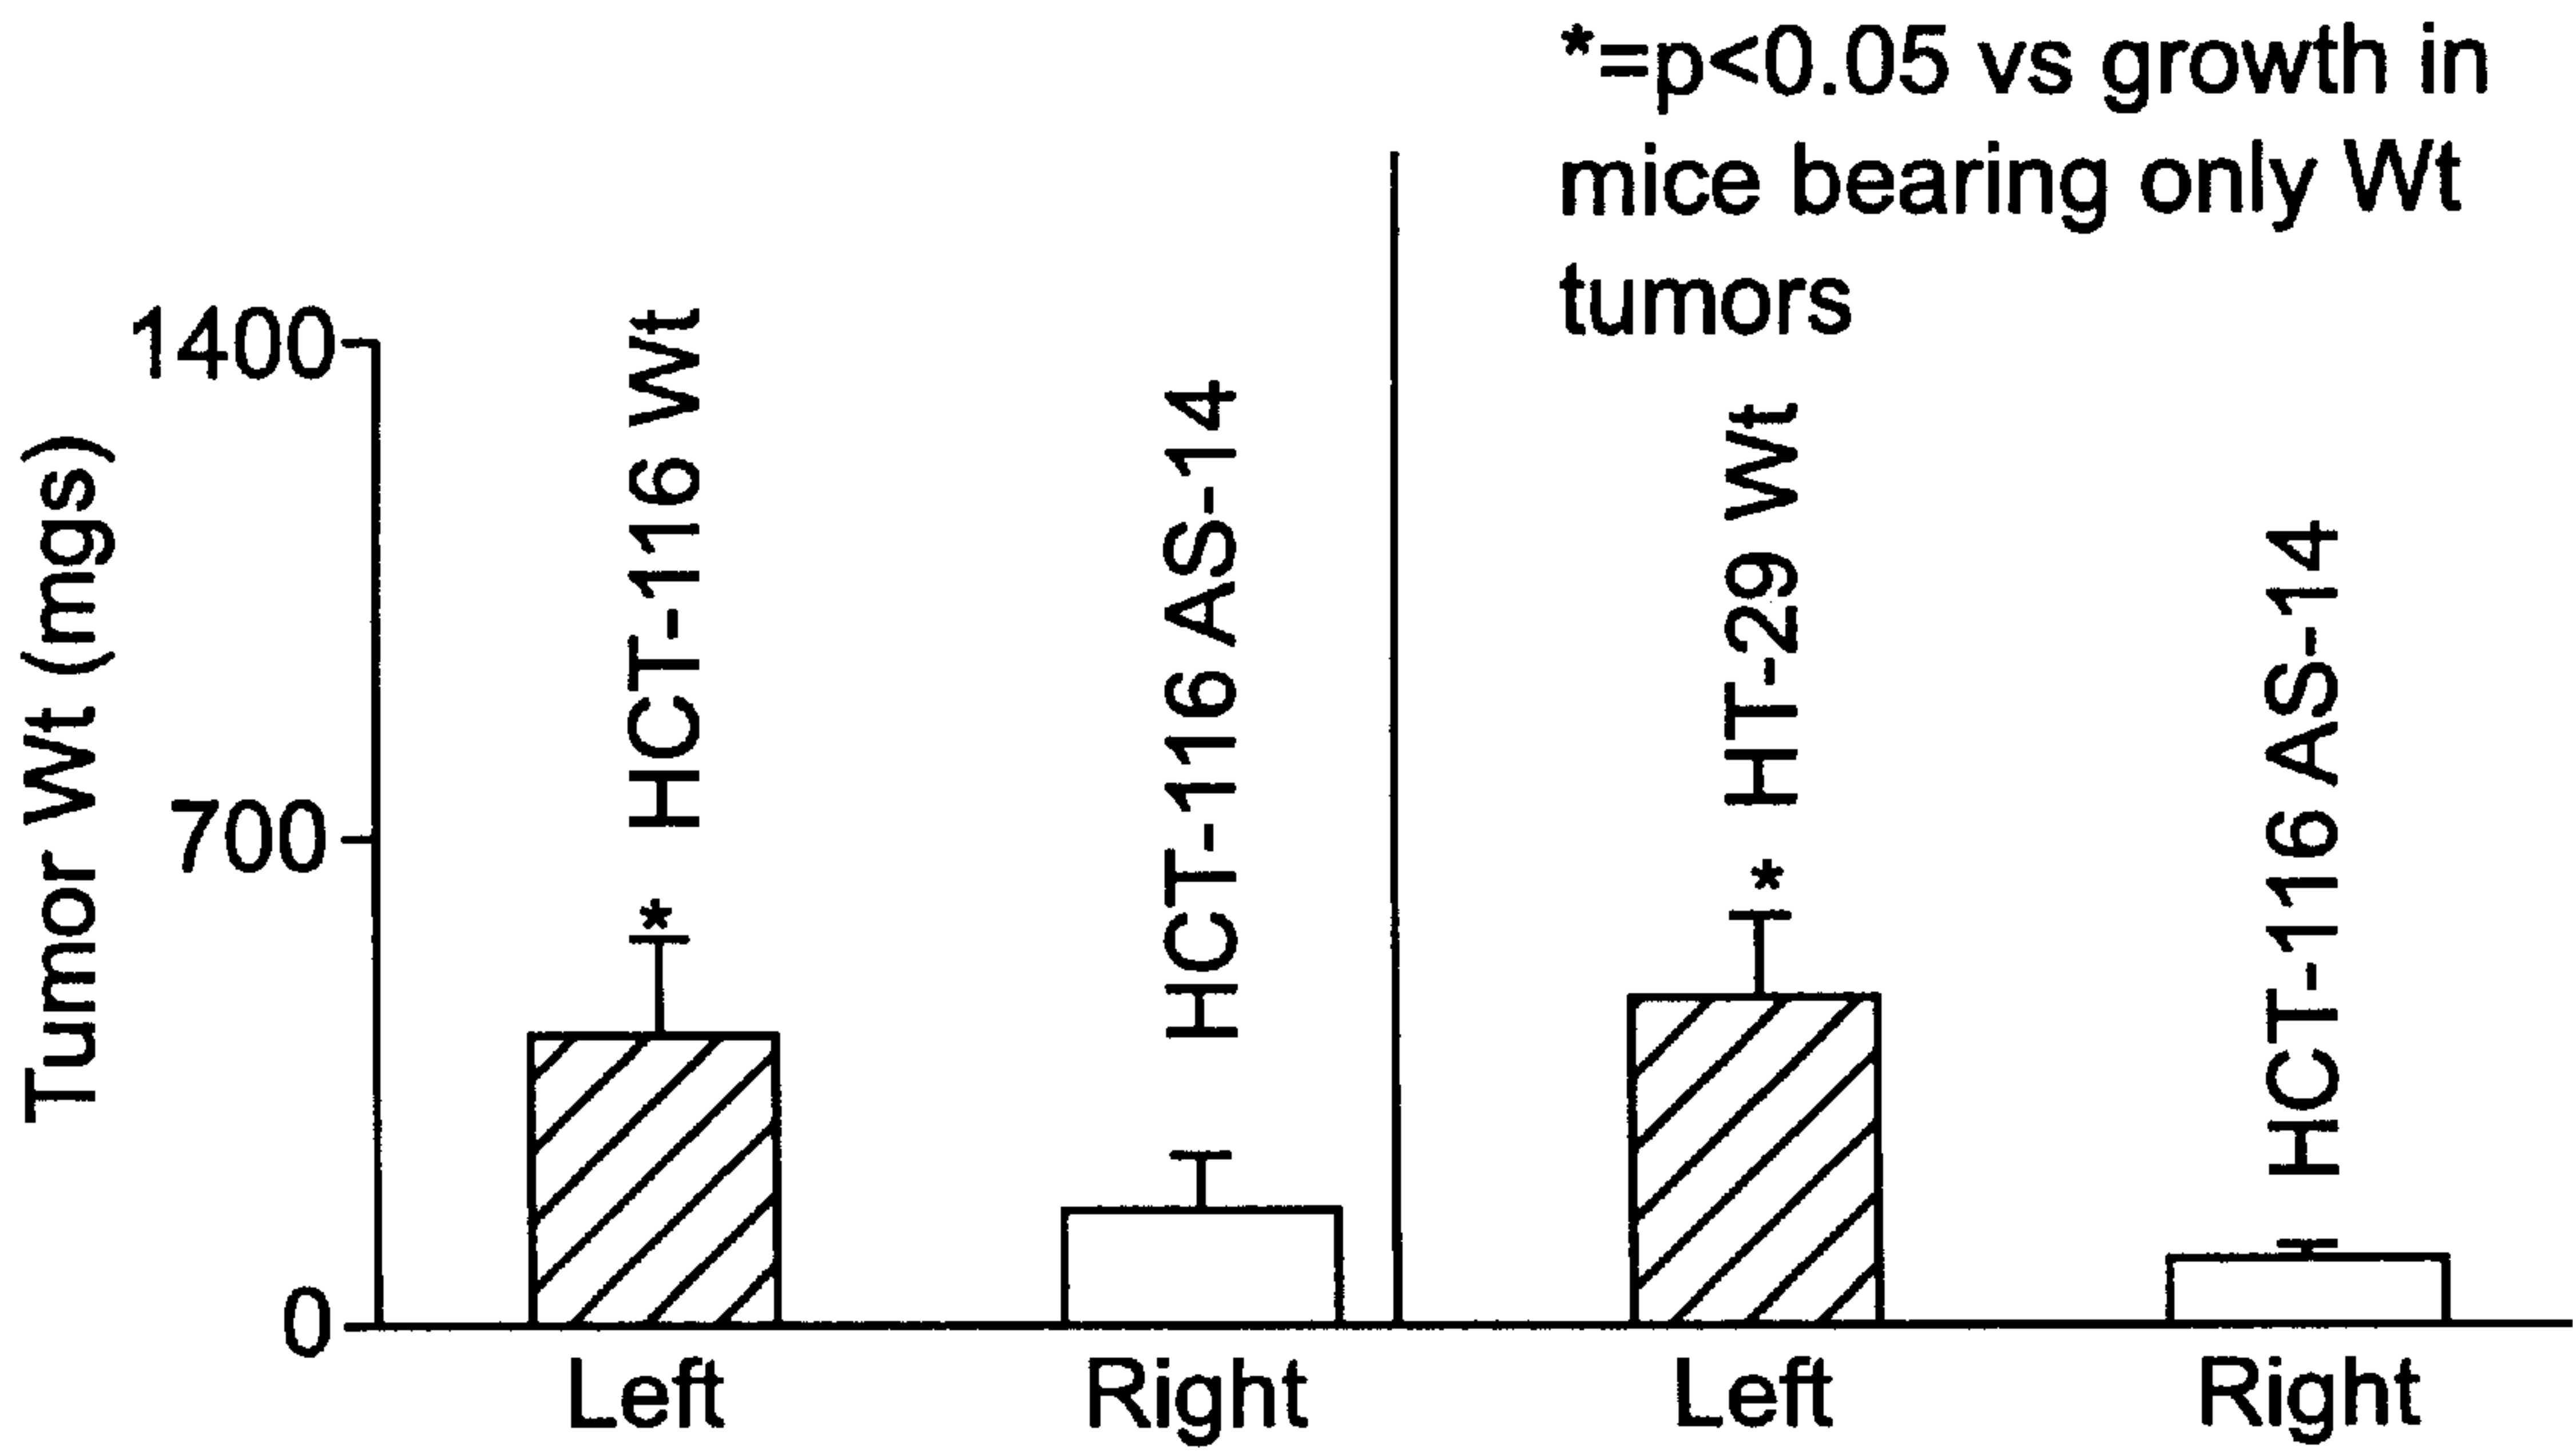 *=p<0.05 vs growth in
mice bearing only Wt
tumors
Tumor Wt (mgs)
1400
700
0
HCT-116 Wt
*
HCT-116 AS-14
HT-29 Wt
*
HCT-116 AS-14
Left
Right
Left
Right